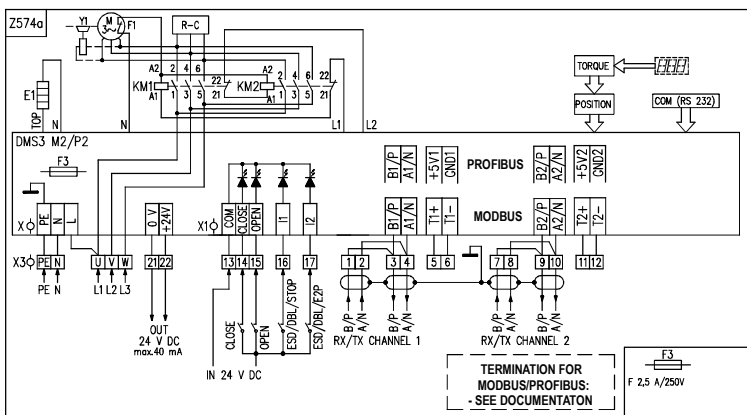 Z574a
Y1
M
3~
F1
R-C
2 4 6
A2
KM1
A1
1 3 5
22
21
A2
KM2
A1
2 4 6
1 3 5
22
21
E1
TOP
N
N
L1
L2
TORQUE
POSITION
COM (RS 232)
DMS3 M2/P2
F3
PROFIBUS
B1/P
A1/N
+5V1
GND1
B2/P
A2/N
+5V2
GND2
MODBUS
B1/P
A1/N
T1+
T1-
B2/P
A2/N
T2+
T2-
X
PE
N
L
0 V
+24V
X1
COM
CLOSE
OPEN
I1
I2
X3
PE N
U V W
21 22
13 14 15
16
17
1 2
3 4
5 6
7 8
9 10
11 12
PE N
L1 L2 L3
OUT
24 V DC
max.40 mA
CLOSE
OPEN
ESD/DBL/STOP
ESD/DBL/E2P
IN 24 V DC
B/P
A/N
B/P
A/N
RX/TX CHANNEL 1
B/P
A/N
B/P
A/N
RX/TX CHANNEL 2
TERMINATION FOR
MODBUS/PROFIBUS:
- SEE DOCUMENTATON
F3
F 2,5 A/250V